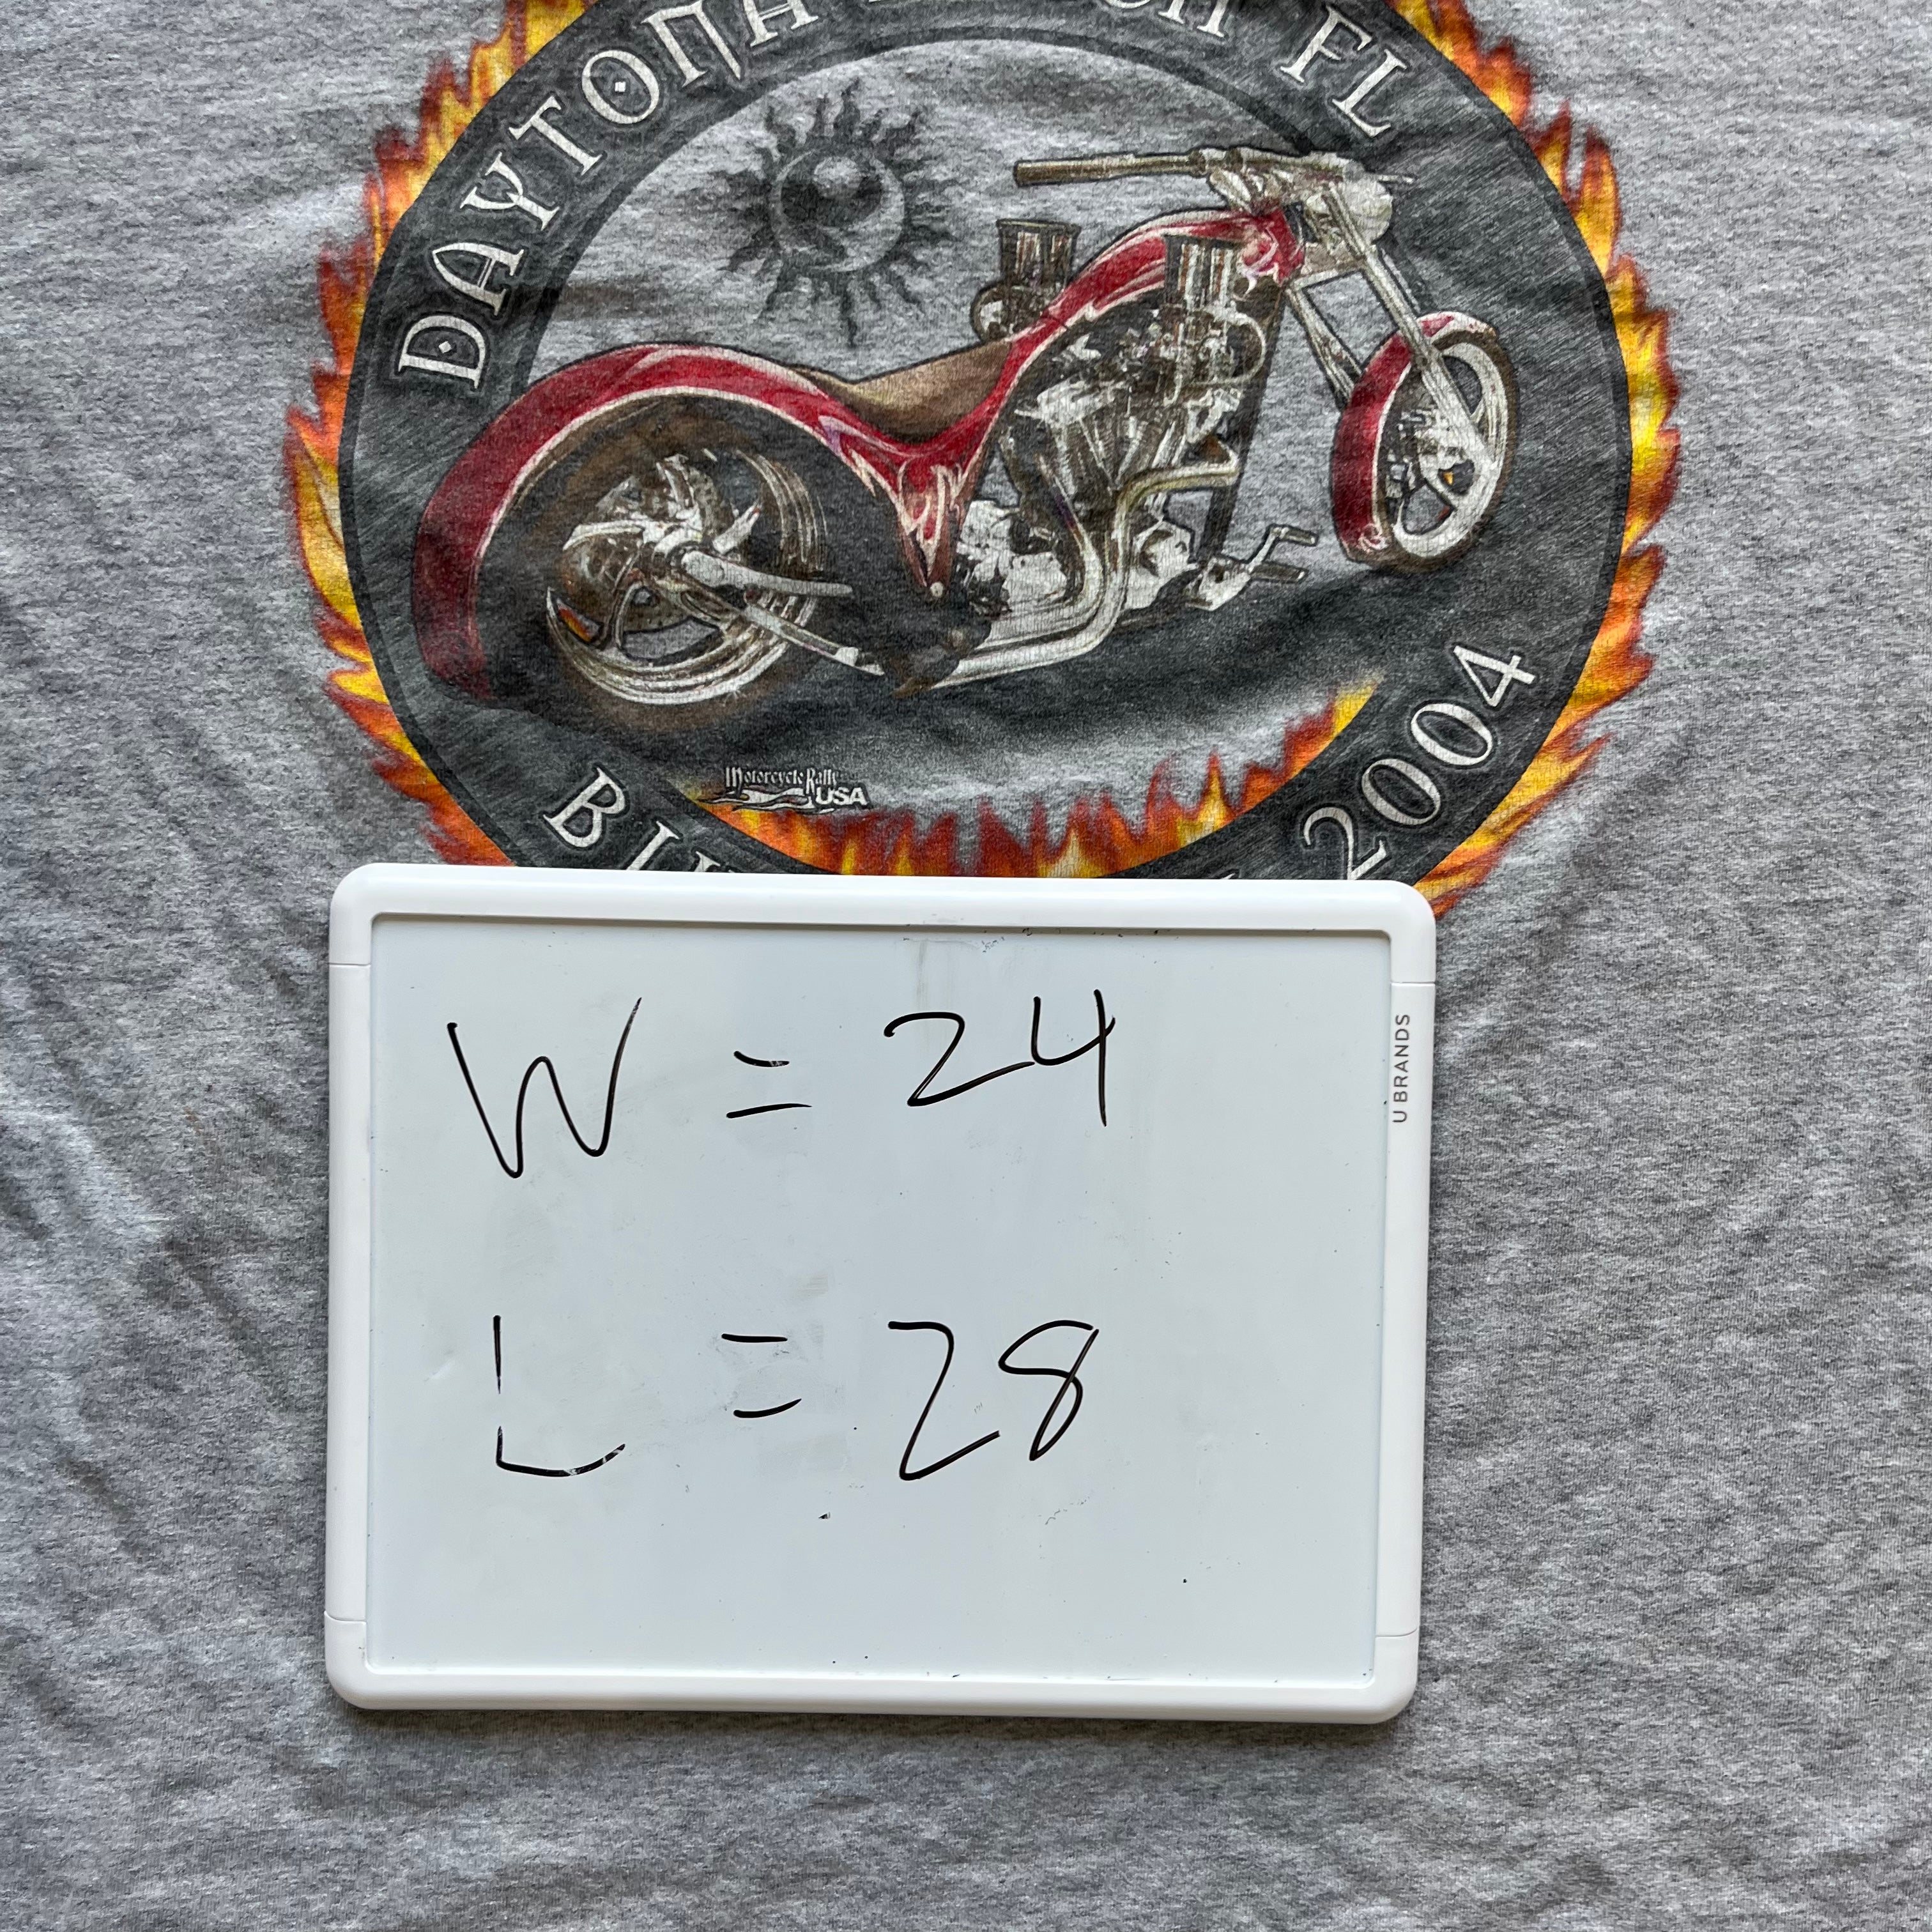 DAYTONA FL
Motorcycle Rally
USA
2004
W = 24
L = 28
U BRANDS